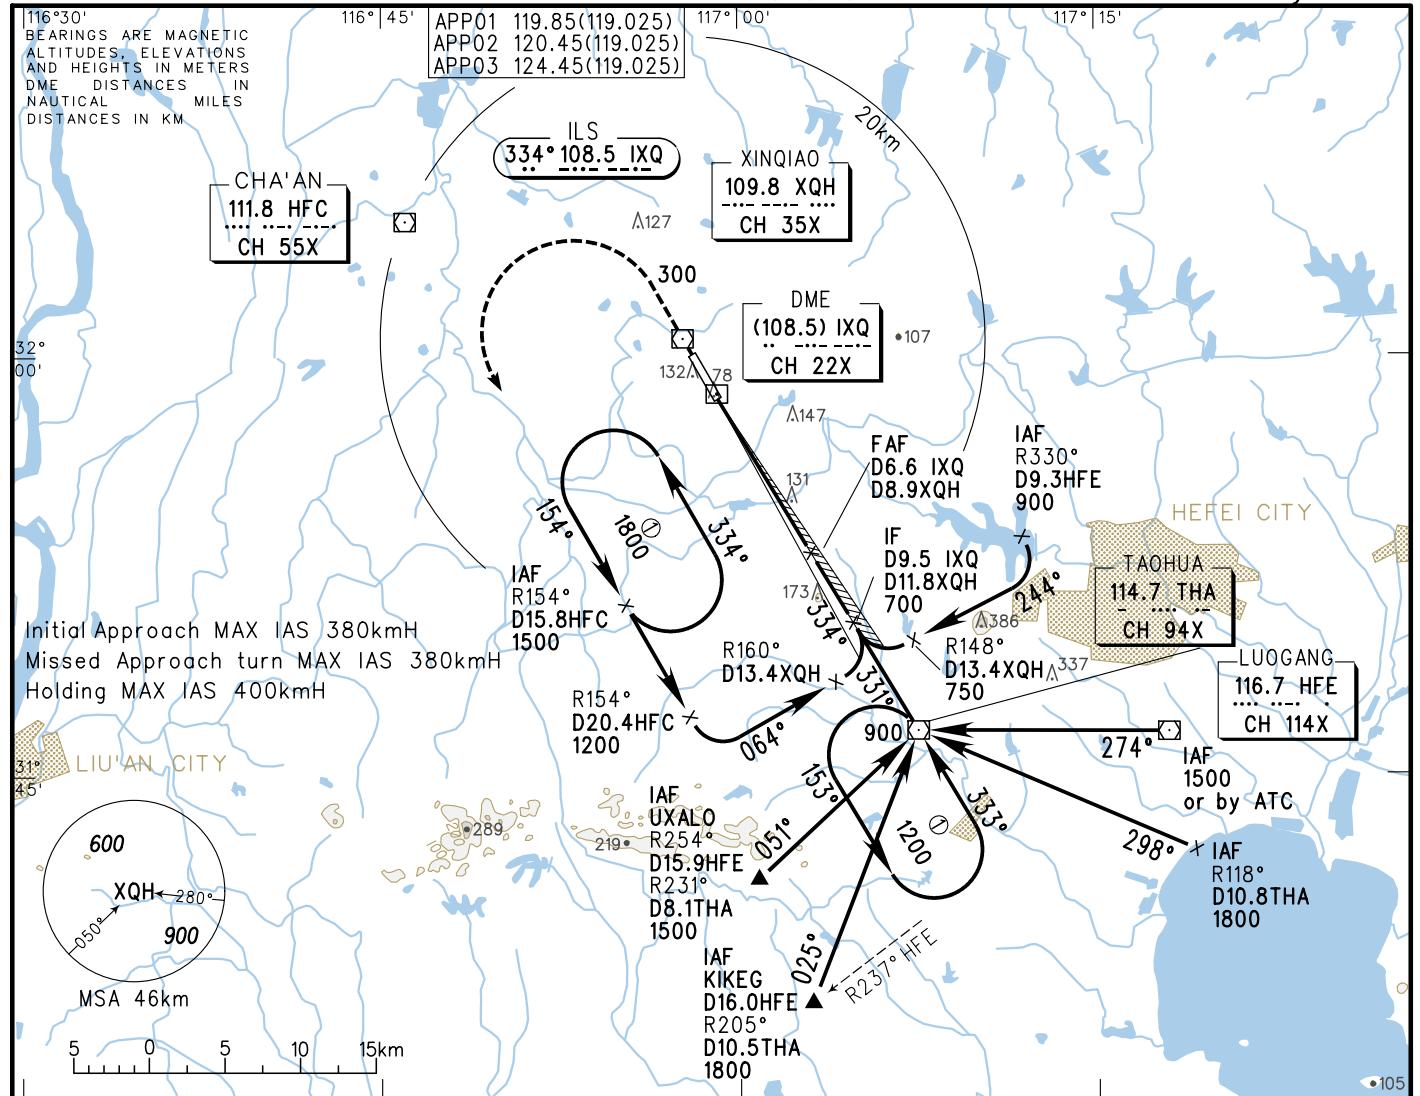 116°30'
116°45'
117°00'
117°15'
BEARINGS ARE MAGNETIC
ALTITUDES, ELEVATIONS
AND HEIGHTS IN METERS
DME DISTANCES IN
NAUTICAL MILES
DISTANCES IN KM
APP01 119.85(119.025)
APP02 120.45(119.025)
APP03 124.45(119.025)
20km
ILS
334° 108.5 IXQ
XINQIAO
109.8 XQH
CH 35X
CHA'AN
111.8 HFC
CH 55X
127
300
DME
(108.5) IXQ
CH 22X
107
32°
00'
132
78
147
FAF
D6.6 IXQ
D8.9XQH
IAF
R330°
D9.3HFE
900
131
HEFEI CITY
154°
1800
1
334°
IF
D9.5 IXQ
D11.8XQH
700
TAOHUA
114.7 THA
CH 94X
IAF
R154°
D15.8HFC
1500
173
334°
244°
386
Initial Approach MAX IAS 380kmH
Missed Approach turn MAX IAS 380kmH
Holding MAX IAS 400kmH
R160°
D13.4XQH
R148°
D13.4XQH
750
337
LUOGANG
116.7 HFE
CH 114X
331°
R154°
D20.4HFC
1200
064°
900
274°
IAF
1500
or by ATC
LIU'AN CITY
31°
45'
153°
333°
1200
1
IAF
UXALO
R254°
D15.9HFE
R231°
D8.1THA
1500
051°
289
219
298°
IAF
R118°
D10.8THA
1800
600
XQH
280°
050°
900
MSA 46km
IAF
KIKEG
D16.0HFE
R205°
D10.5THA
1800
025°
R237° HFE
5 0 5 10 15km
105